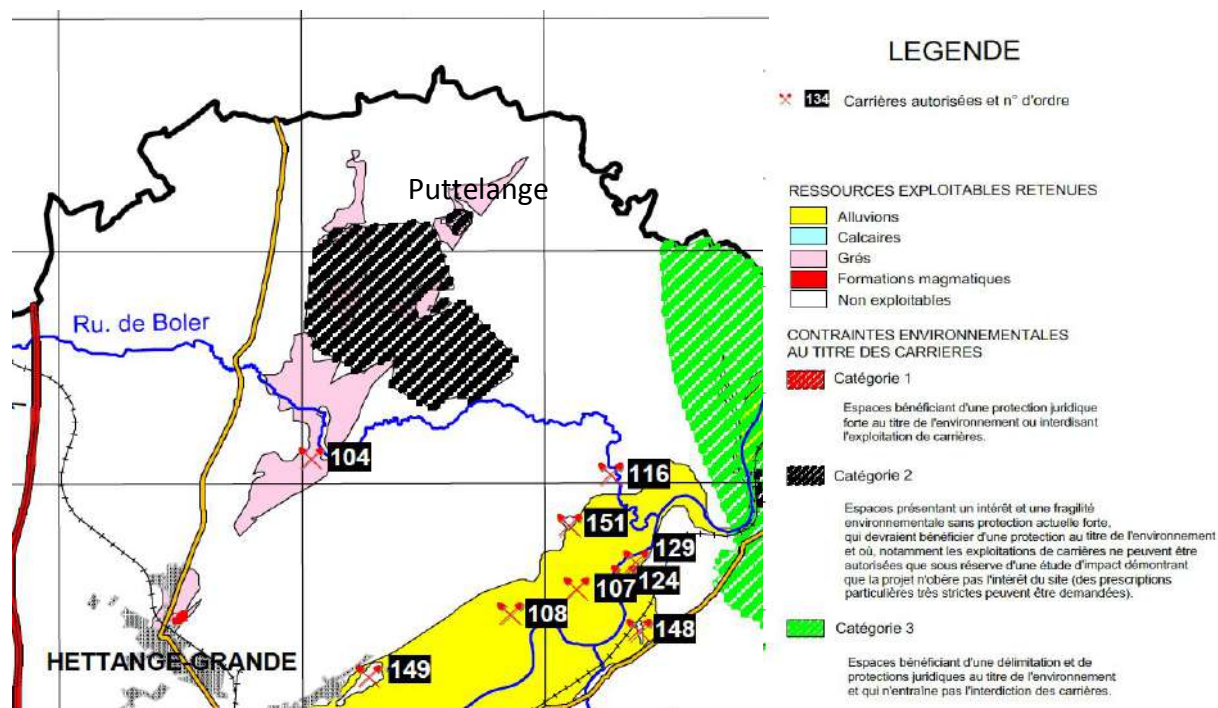 Puttelange
Ru. de Boler
104
116
151
129
124
107
108
148
149
HETTANGE-GRANDE
LEGENDE
134 Carrières autorisées et n° d'ordre
RESSOURCES EXPLOITABLES RETENUES
Alluvions
Calcaires
Grés
Formations magmatiques
Non exploitables
CONTRAINTES ENVIRONNEMENTALES
AU TITRE DES CARRIERES
Catégorie 1
Espaces bénéficiant d'une protection juridique
forte au titre de l'environnement ou interdisant
l'exploitation de carrières.
Catégorie 2
Espaces présentant un intérêt et une fragilité
environnementale sans protection actuelle forte,
qui devraient bénéficier d'une protection au titre de l'environnement
et où, notamment les exploitations de carrières ne peuvent être
autorisées que sous réserve d'une étude d'impact démontrant
que la projet n'obère pas l'intérêt du site (des prescriptions
particulières très strictes peuvent être demandées).
Catégorie 3
Espaces bénéficiant d'une délimitation et de
protections juridiques au titre de l'environnement
et qui n'entraîne pas l'interdiction des carrières.